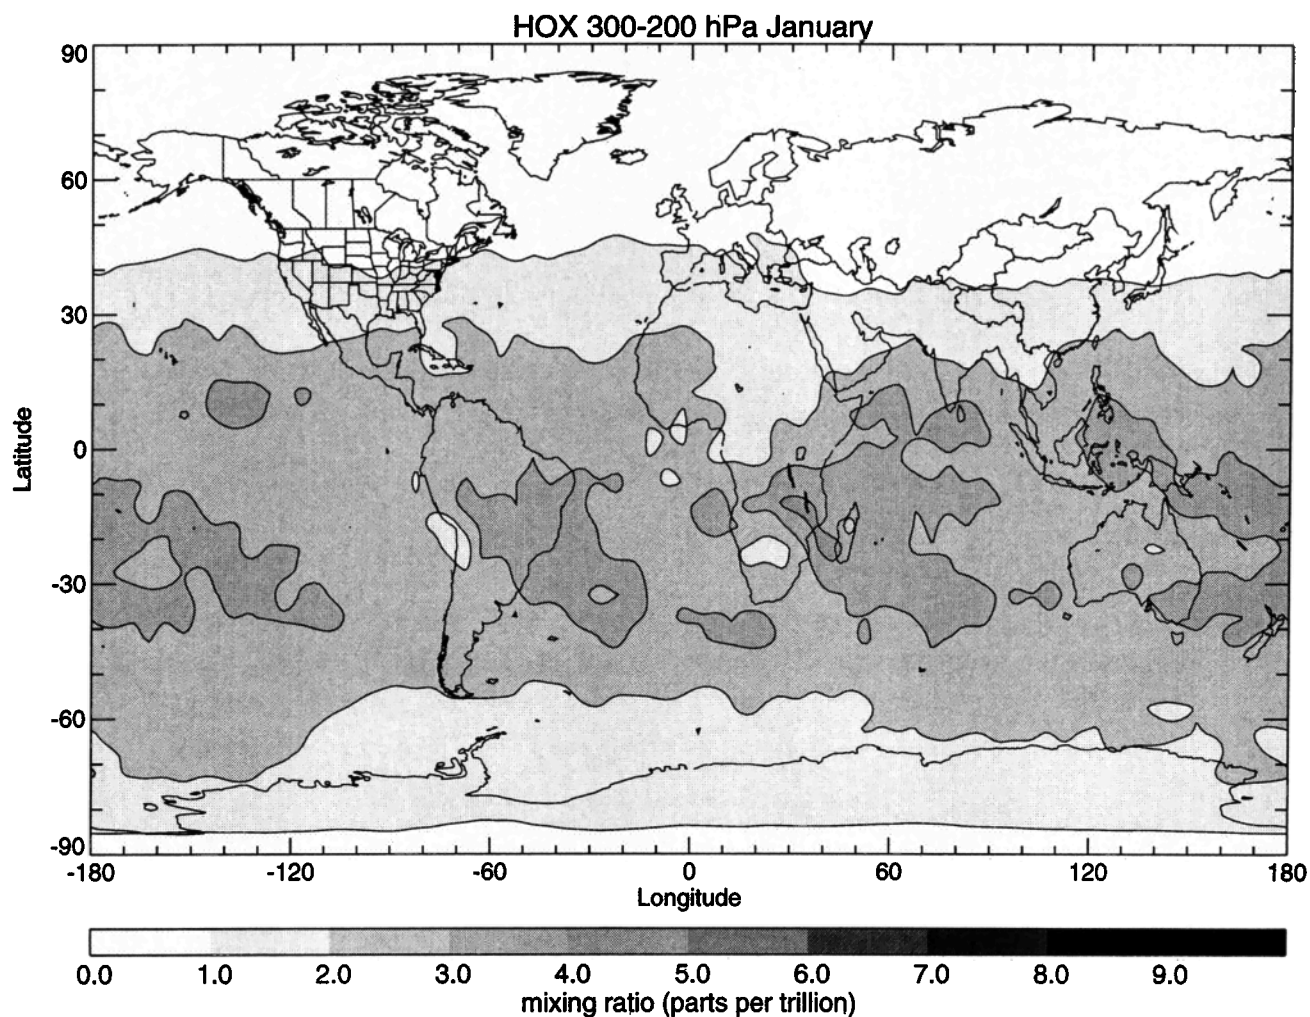 HOX 300-200 hPa January
90
60
30
0
-30
-60
-90
Latitude
-180 -120 -60 0 60 120 180
Longitude
0.0 1.0 2.0 3.0 4.0 5.0 6.0 7.0 8.0 9.0
mixing ratio (parts per trillion)